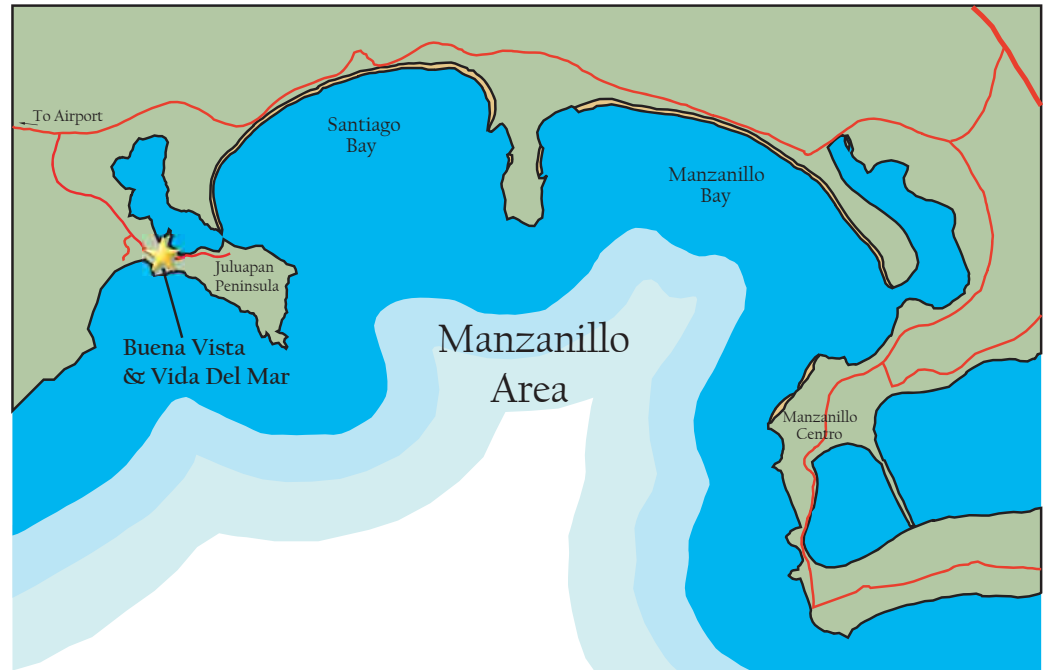 To Airport
Santiago
Bay
Manzanillo
Bay
Juluapan
Peninsula
Buena Vista
& Vida Del Mar
Manzanillo
Area
Manzanillo
Centro